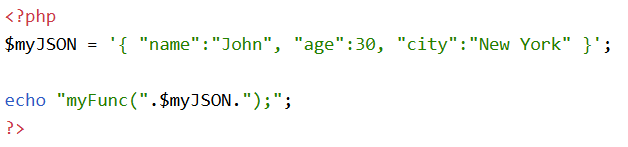 <?php
$myJSON = '{ "name":"John", "age":30, "city":"New York" }';
echo "myFunc(".$myJSON.");";
?>